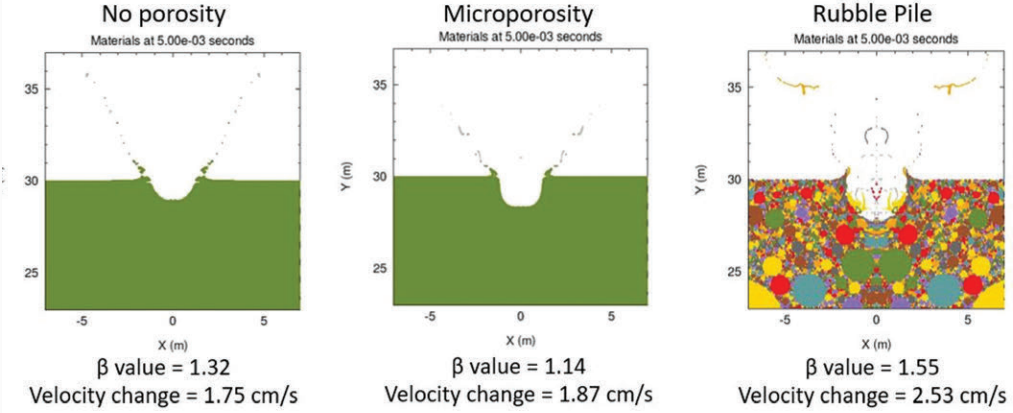 No porosity
Materials at 5.00e-03 seconds
35
30
25
-5 0 5
X (m)
β value = 1.32
Velocity change = 1.75 cm/s
Microporosity
Materials at 5.00e-03 seconds
Y (m)
35
30
25
-5 0 5
X (m)
β value = 1.14
Velocity change = 1.87 cm/s
Rubble Pile
Materials at 5.00e-03 seconds
Y (m)
35
30
25
-5 0 5
X (m)
β value = 1.55
Velocity change = 2.53 cm/s